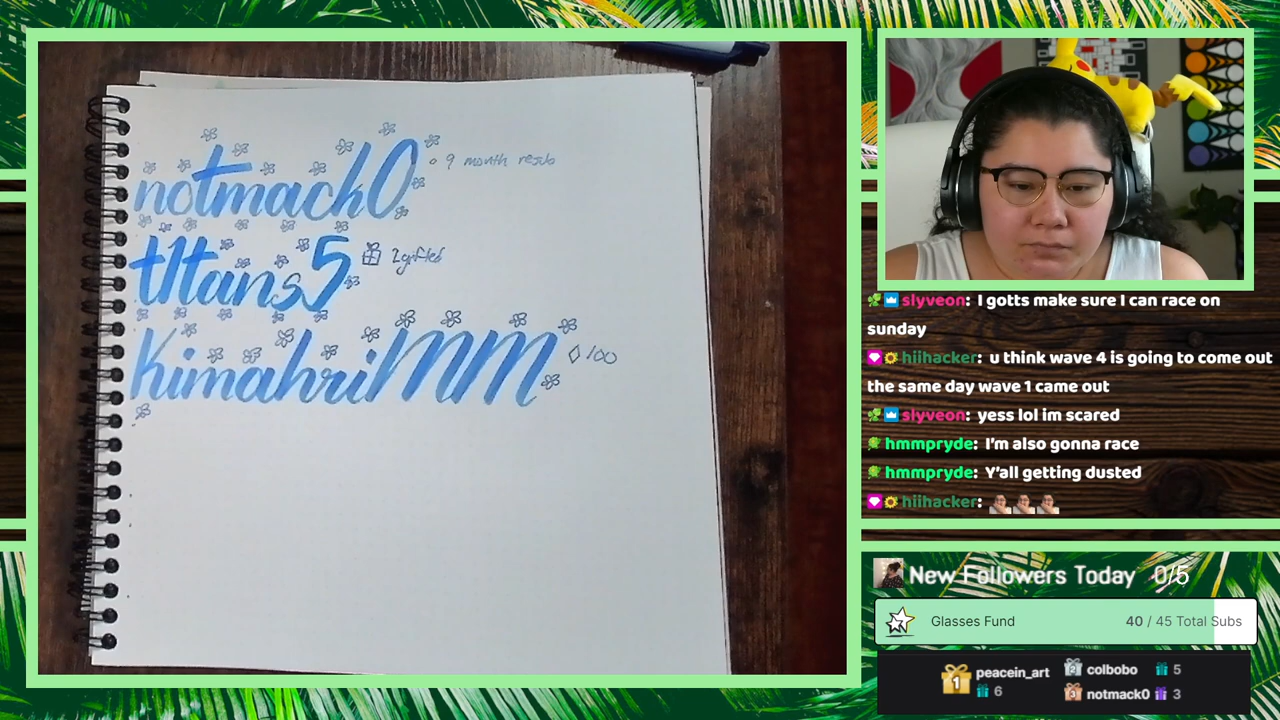 notmack0 9 month resub
t1tans5 2 gifted
kimahriMM 100
slyveon: I gotts make sure I can race on
sunday
hiihacker: u think wave 4 is going to come out
the same day wave 1 came out
slyveon: yess lol im scared
hmmpryde: I'm also gonna race
hmmpryde: Y'all getting dusted
hiihacker:
New Followers Today 0/5
Glasses Fund 40 / 45 Total Subs
1 peacein_art 6
2 colbobo 5
3 notmack0 3